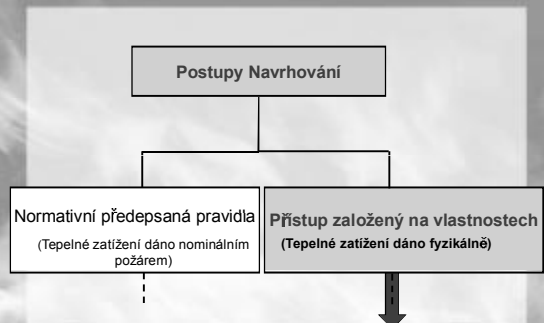 Postupy Navrhování
Normativní předepsaná pravidla
(Tepelné zatížení dáno nominálním
požárem)
Přístup založený na vlastnostech
(Tepelné zatížení dáno fyzikálně)